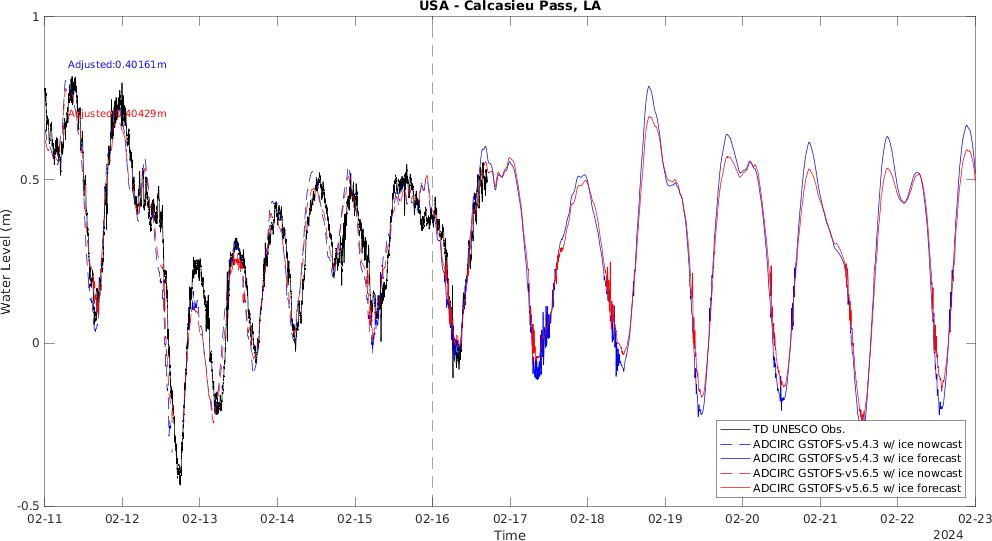 USA - Calcasieu Pass, LA
1
Adjusted:0.40161m
Adjusted:0.40429m
0.5
Water Level (m)
0
-0.5
TD UNESCO Obs.
ADCIRC GSTOFS-v5.4.3 w/ ice nowcast
ADCIRC GSTOFS-v5.4.3 w/ ice forecast
ADCIRC GSTOFS-v5.6.5 w/ ice nowcast
ADCIRC GSTOFS-v5.6.5 w/ ice forecast
02-11 02-12 02-13 02-14 02-15 02-16 02-17 02-18 02-19 02-20 02-21 02-22 02-23
Time 2024